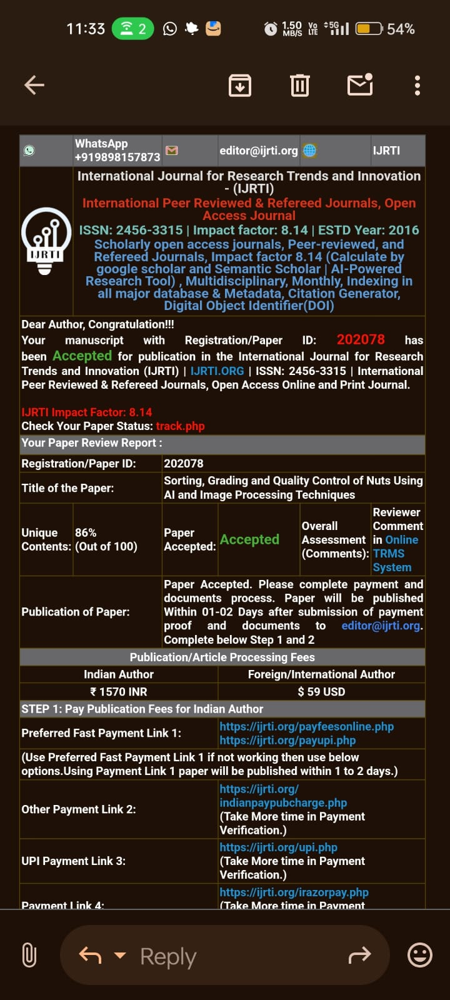 11:33
2
1.50 MB/S
Vo LTE
5G
54%
WhatsApp
+919898157873
editor@ijrti.org
IJRTI
International Journal for Research Trends and Innovation
- (IJRTI)
International Peer Reviewed & Refereed Journals, Open
Access Journal
ISSN: 2456-3315 | Impact factor: 8.14 | ESTD Year: 2016
Scholarly open access journals, Peer-reviewed, and
Refereed Journals, Impact factor 8.14 (Calculate by
google scholar and Semantic Scholar | AI-Powered
Research Tool) , Multidisciplinary, Monthly, Indexing in
all major database & Metadata, Citation Generator,
Digital Object Identifier(DOI)
IJRTI
Dear Author, Congratulation!!!
Your manuscript with Registration/Paper ID: 202078 has
been Accepted for publication in the International Journal for Research
Trends and Innovation (IJRTI) | IJRTI.ORG | ISSN: 2456-3315 | International
Peer Reviewed & Refereed Journals, Open Access Online and Print Journal.
IJRTI Impact Factor: 8.14
Check Your Paper Status: track.php
Your Paper Review Report :
Registration/Paper ID:
202078
Title of the Paper:
Sorting, Grading and Quality Control of Nuts Using
AI and Image Processing Techniques
Unique
Contents:
86%
(Out of 100)
Paper
Accepted:
Accepted
Overall
Assessment
(Comments):
Reviewer
Comment
in Online
TRMS
System
Publication of Paper:
Paper Accepted. Please complete payment and
documents process. Paper will be published
Within 01-02 Days after submission of payment
proof and documents to editor@ijrti.org.
Complete below Step 1 and 2
Publication/Article Processing Fees
Indian Author
Foreign/International Author
₹ 1570 INR
$ 59 USD
STEP 1: Pay Publication Fees for Indian Author
Preferred Fast Payment Link 1:
https://ijrti.org/payfeesonline.php
https://ijrti.org/payupi.php
(Use Preferred Fast Payment Link 1 if not working then use below
options.Using Payment Link 1 paper will be published within 1 to 2 days.)
Other Payment Link 2:
https://ijrti.org/
indianpaypubcharge.php
(Take More time in Payment
Verification.)
UPI Payment Link 3:
https://ijrti.org/upi.php
(Take More time in Payment
Verification.)
Payment Link 4:
https://ijrti.org/irazorpay.php
(Take More time in Payment
Reply